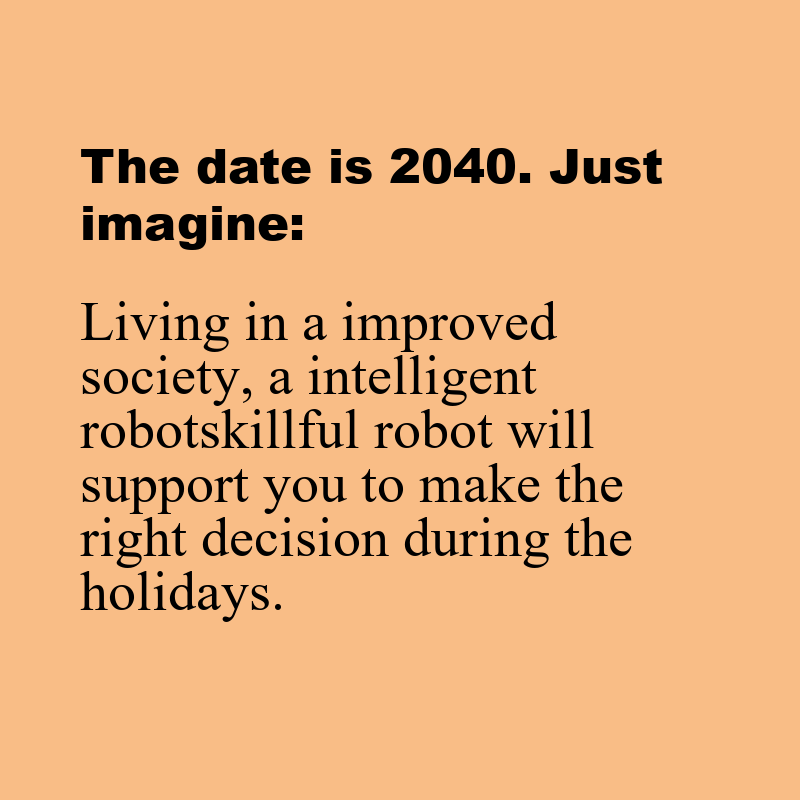 The date is 2040. Just
imagine:
Living in a improved
society, a intelligent
robotskillful robot will
support you to make the
right decision during the
holidays.